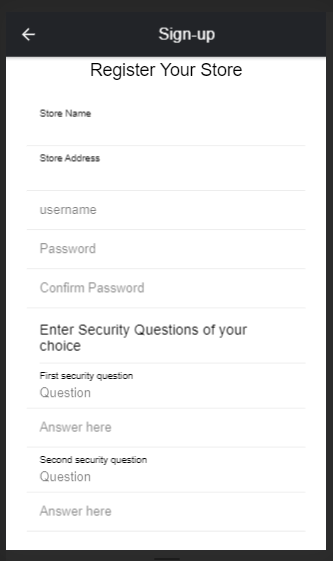 Sign-up
Register Your Store
Store Name
Store Address
username
Password
Confirm Password
Enter Security Questions of your
choice
First security question
Question
Answer here
Second security question
Question
Answer here